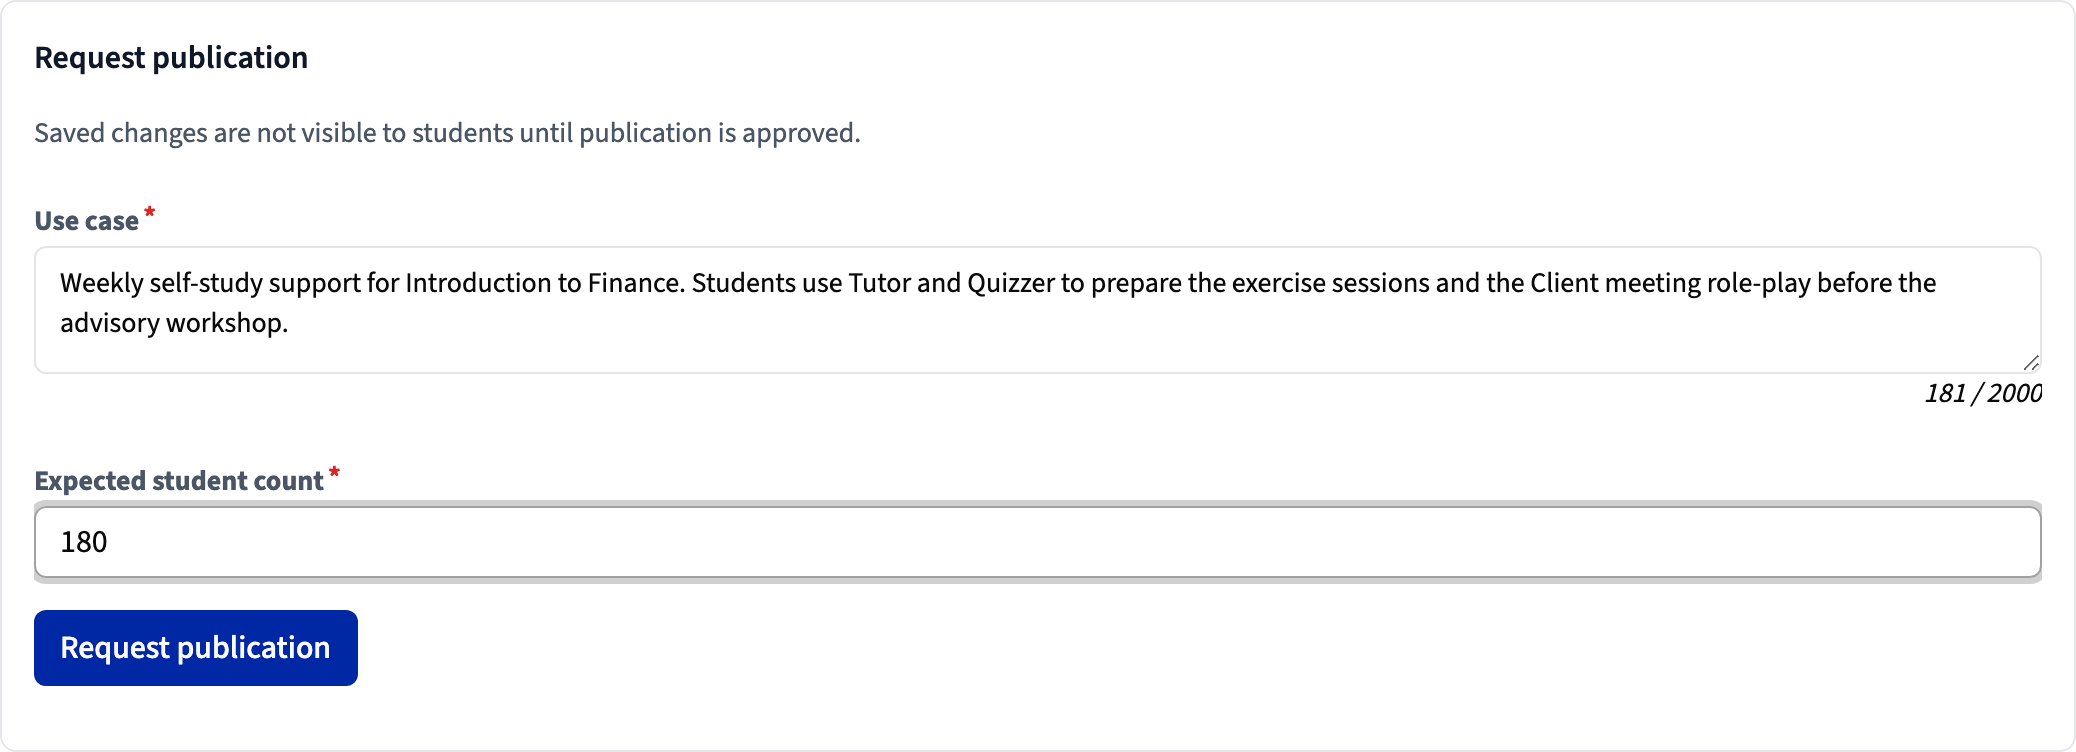 Request publication
Saved changes are not visible to students until publication is approved.
Use case *
Weekly self-study support for Introduction to Finance. Students use Tutor and Quizzer to prepare the exercise sessions and the Client meeting role-play before the
advisory workshop.
181 / 2000
Expected student count *
180
Request publication